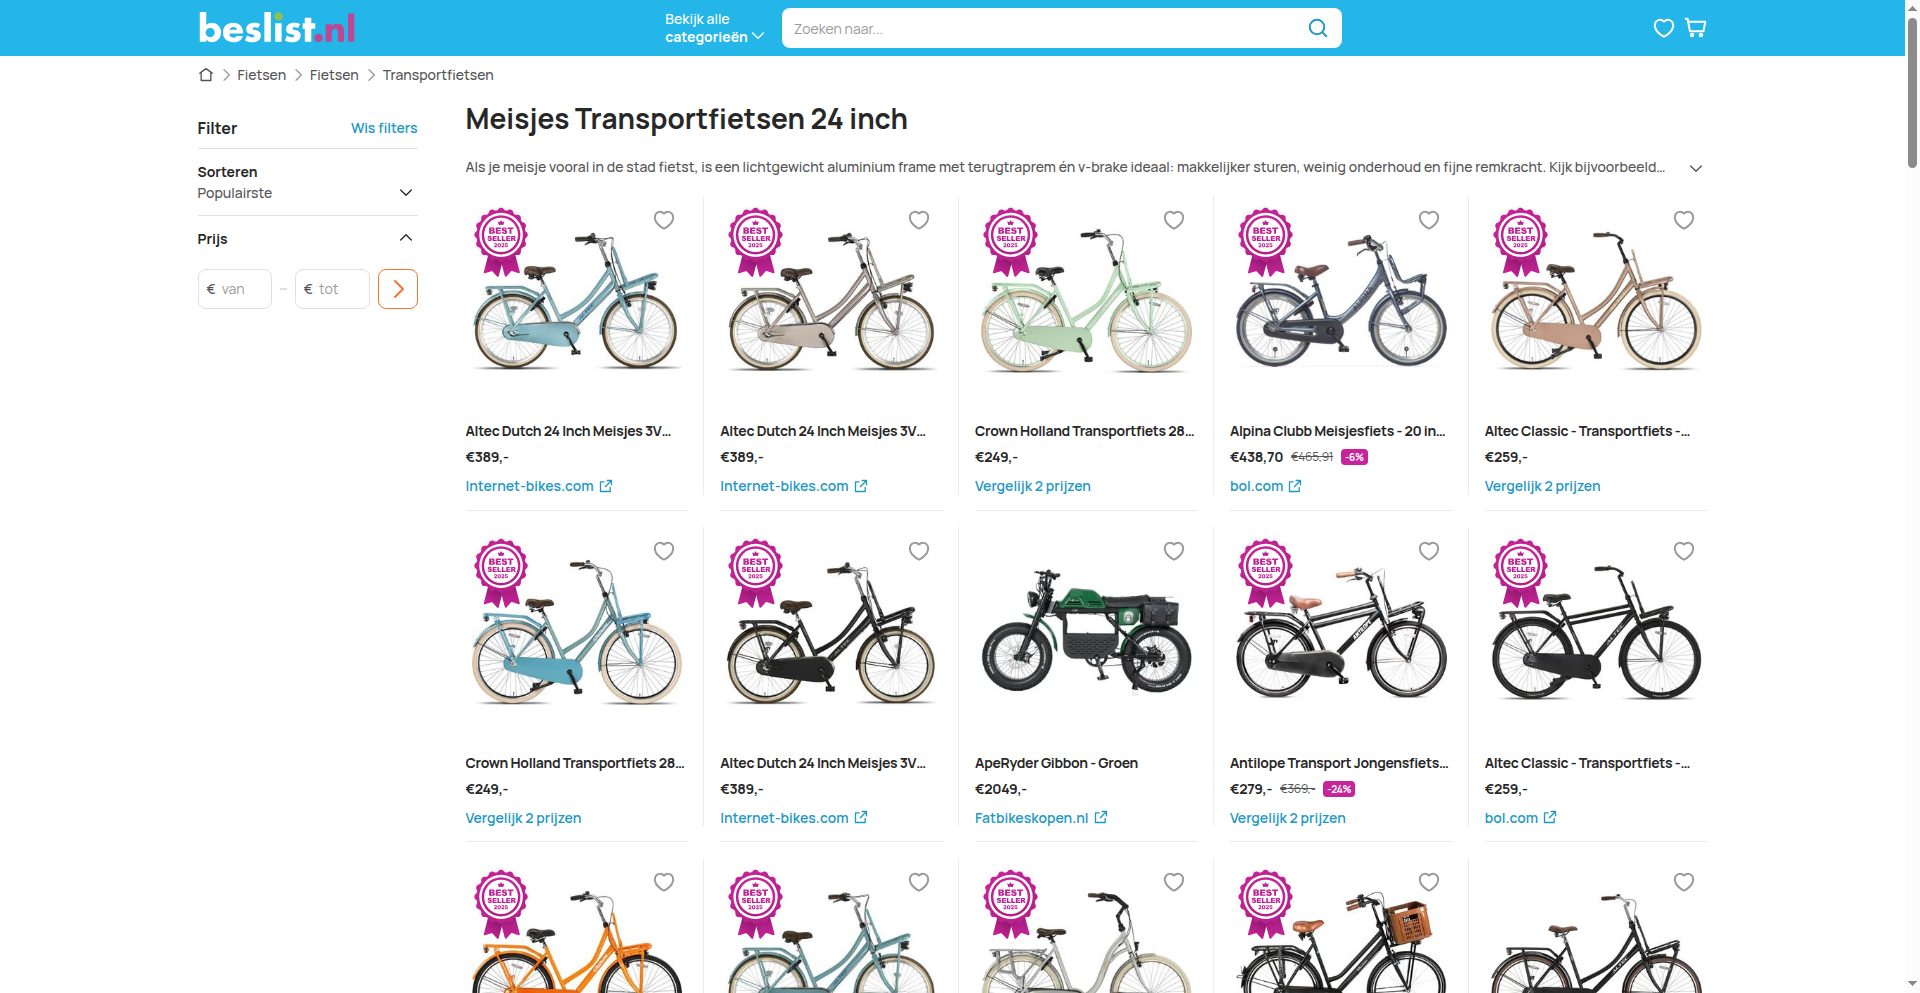 beslist.nl
Bekijk alle
categorieën
Zoeken naar...
Fietsen
Fietsen
Transportfietsen
Filter
Wis filters
Sorteren
Populairste
Prijs
€ van
–
€ tot
Meisjes Transportfietsen 24 inch
Als je meisje vooral in de stad fietst, is een lichtgewicht aluminium frame met terugtraprem én v-brake ideaal: makkelijker sturen, weinig onderhoud en fijne remkracht. Kijk bijvoorbeeld...
BEST
SELLER
2025
BEST
SELLER
2025
BEST
SELLER
2025
BEST
SELLER
2025
BEST
SELLER
2025
Altec Dutch 24 Inch Meisjes 3V...
€389,-
Internet-bikes.com
Altec Dutch 24 Inch Meisjes 3V...
€389,-
Internet-bikes.com
Crown Holland Transportfiets 28...
€249,-
Vergelijk 2 prijzen
Alpina Clubb Meisjesfiets - 20 in...
€438,70 €465,91 -6%
bol.com
Altec Classic - Transportfiets -...
€259,-
Vergelijk 2 prijzen
BEST
SELLER
2025
BEST
SELLER
2025
BEST
SELLER
2025
BEST
SELLER
2025
Crown Holland Transportfiets 28...
€249,-
Vergelijk 2 prijzen
Altec Dutch 24 Inch Meisjes 3V...
€389,-
Internet-bikes.com
ApeRyder Gibbon - Groen
€2049,-
Fatbikeskopen.nl
ANTILOPE
Antilope Transport Jongensfiets...
€279,- €369,- -24%
Vergelijk 2 prijzen
Altec Classic - Transportfiets -...
€259,-
bol.com
BEST
SELLER
2025
BEST
SELLER
2025
BEST
SELLER
2025
BEST
SELLER
2025